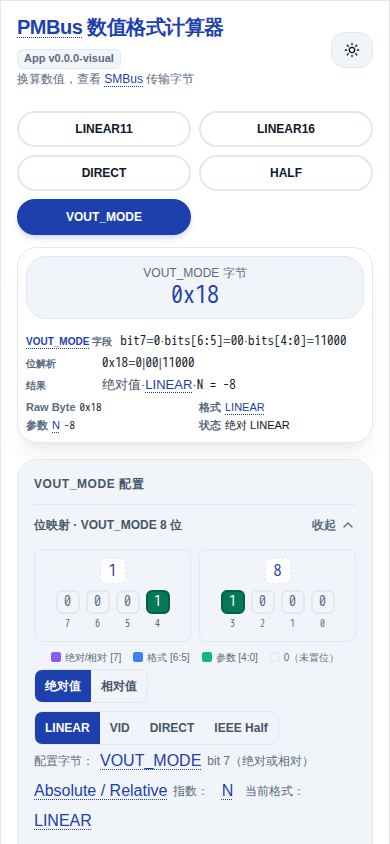 PMBus 数值格式计算器
App v0.0.0-visual
换算数值，查看 SMBus 传输字节
LINEAR11
LINEAR16
DIRECT
HALF
VOUT_MODE
VOUT_MODE 字节
0x18
VOUT_MODE 字段 bit7=0·bits[6:5]=00·bits[4:0]=11000
位解析 0x18=0|00|11000
结果 绝对值·LINEAR·N = -8
Raw Byte 0x18
格式 LINEAR
参数 N -8
状态 绝对 LINEAR
VOUT_MODE 配置
位映射 · VOUT_MODE 8 位
收起
1
0 0 0 1
7 6 5 4
8
1 0 0 0
3 2 1 0
绝对/相对 [7] 格式 [6:5] 参数 [4:0] 0（未置位）
绝对值 相对值
LINEAR VID DIRECT IEEE Half
配置字节： VOUT_MODE bit 7（绝对或相对）
Absolute / Relative 指数： N 当前格式：
LINEAR